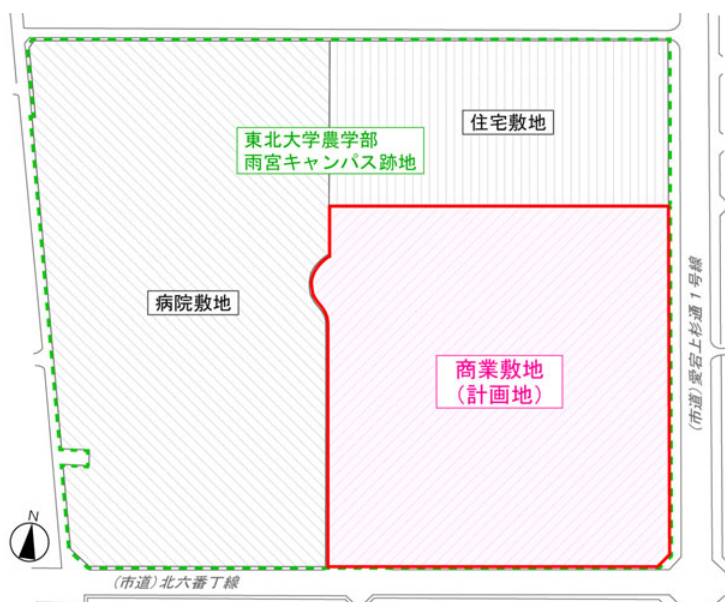 住宅敷地
東北大学農学部
雨宮キャンパス跡地
病院敷地
商業敷地
(計画地)
(市道)愛宕上杉通1号線
N
(市道)北六番丁線